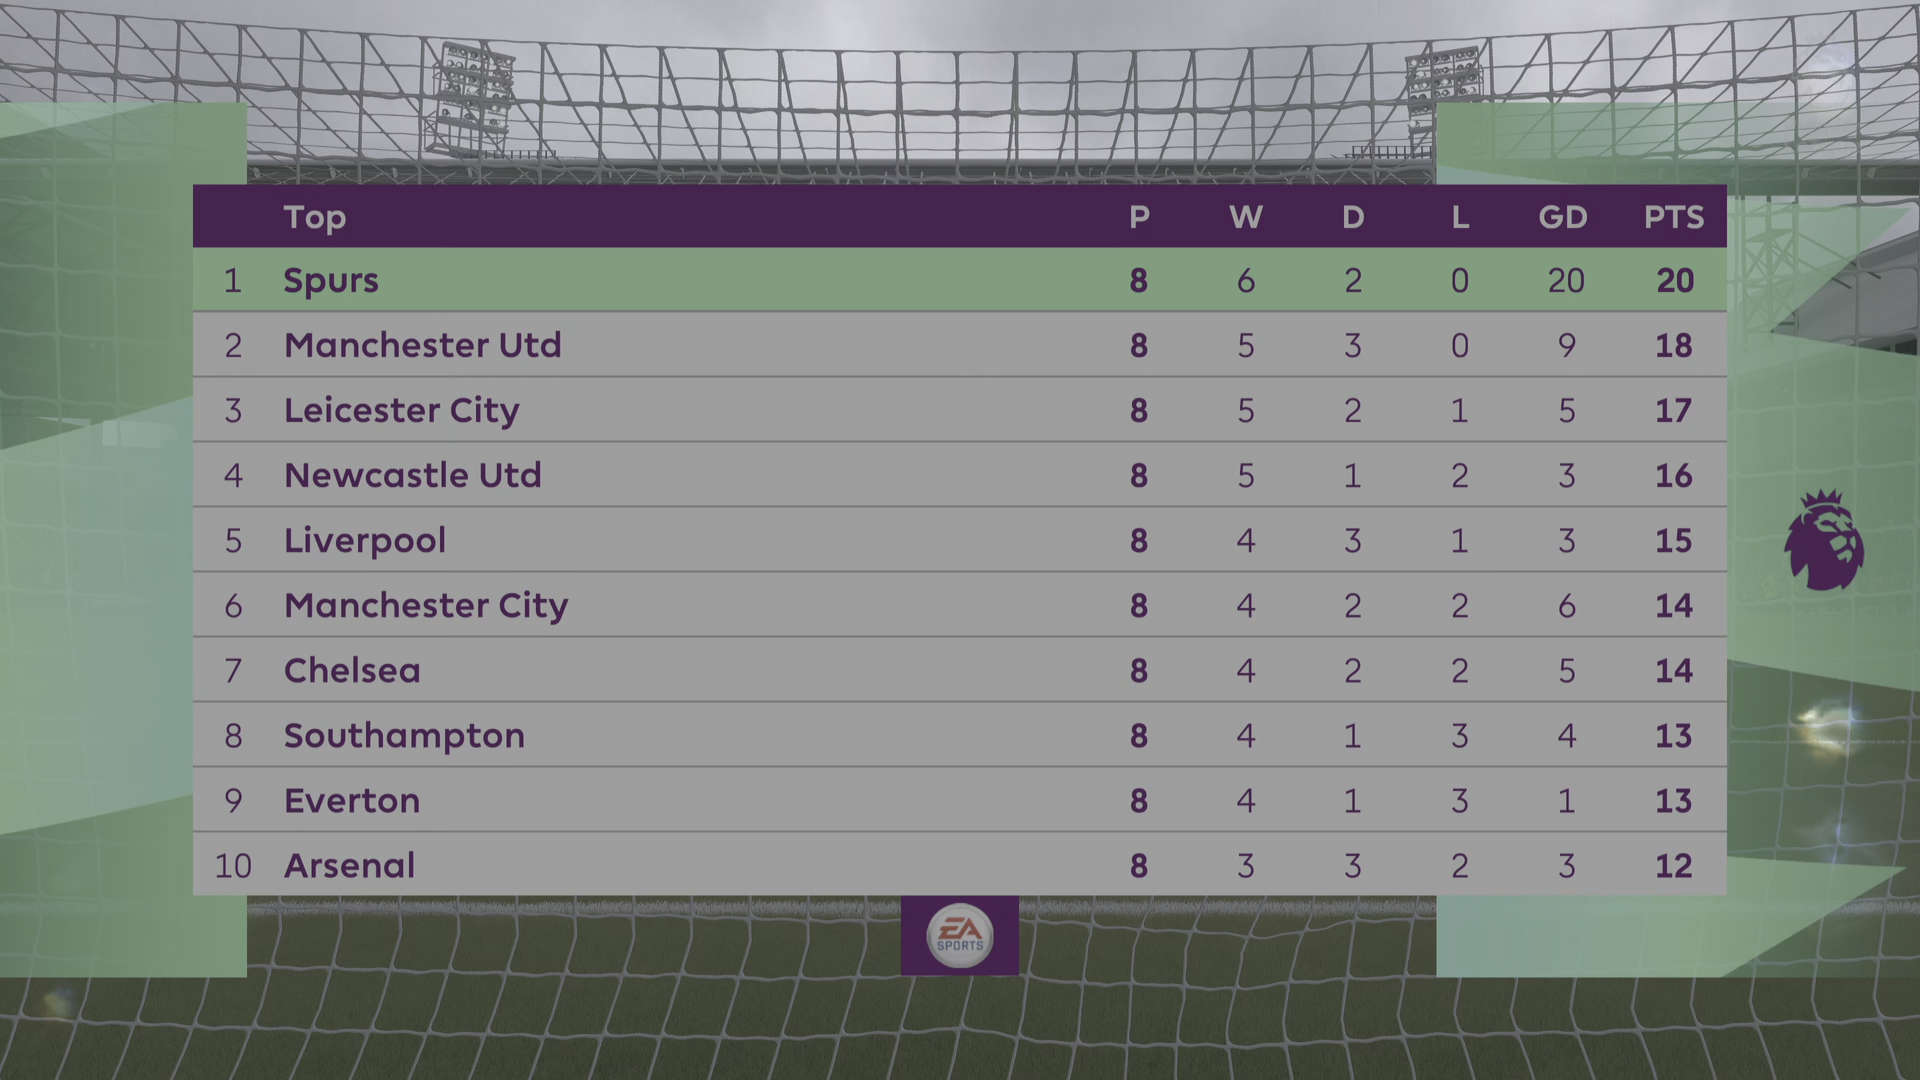 Top P W D L GD PTS
1 Spurs 8 6 2 0 20 20
2 Manchester Utd 8 5 3 0 9 18
3 Leicester City 8 5 2 1 5 17
4 Newcastle Utd 8 5 1 2 3 16
5 Liverpool 8 4 3 1 3 15
6 Manchester City 8 4 2 2 6 14
7 Chelsea 8 4 2 2 5 14
8 Southampton 8 4 1 3 4 13
9 Everton 8 4 1 3 1 13
10 Arsenal 8 3 3 2 3 12
EA
SPORTS